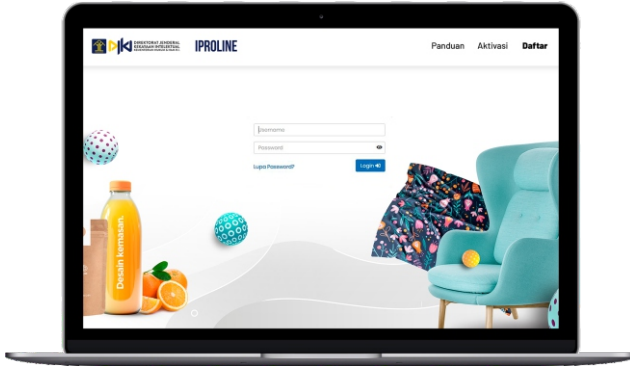 DIREKTORAT JENDERAL
KEKAYAAN INTELEKTUAL
IPROLINE
Panduan Aktivasi Daftar
Username
Password
Lupa Password?
Login
Desain kemasan.